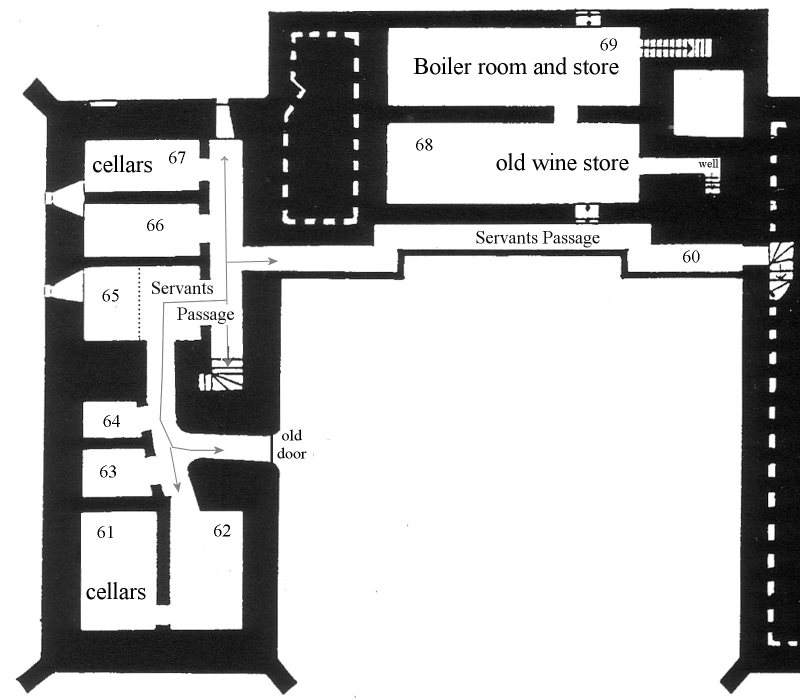 69
Boiler room and store
68
old wine store
well
cellars 67
66
65
Servants
Passage
Servants Passage
60
64
63
old
door
61
62
cellars